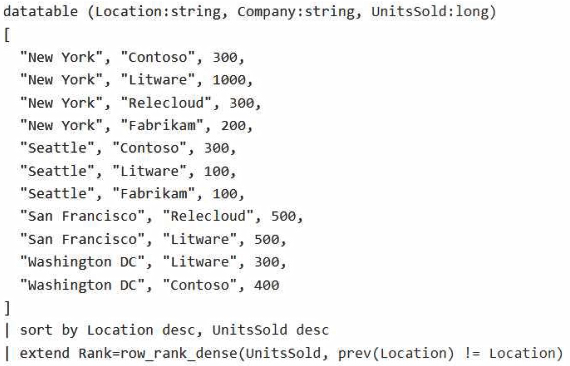 datatable (Location:string, Company:string, UnitsSold:long)
[
"New York", "Contoso", 300,
"New York", "Litware", 1000,
"New York", "Relecloud", 300,
"New York", "Fabrikam", 200,
"Seattle", "Contoso", 300,
"Seattle", "Litware", 100,
"Seattle", "Fabrikam", 100,
"San Francisco", "Relecloud", 500,
"San Francisco", "Litware", 500,
"Washington DC", "Litware", 300,
"Washington DC", "Contoso", 400
]
| sort by Location desc, UnitsSold desc
| extend Rank=row_rank_dense(UnitsSold, prev(Location) != Location)